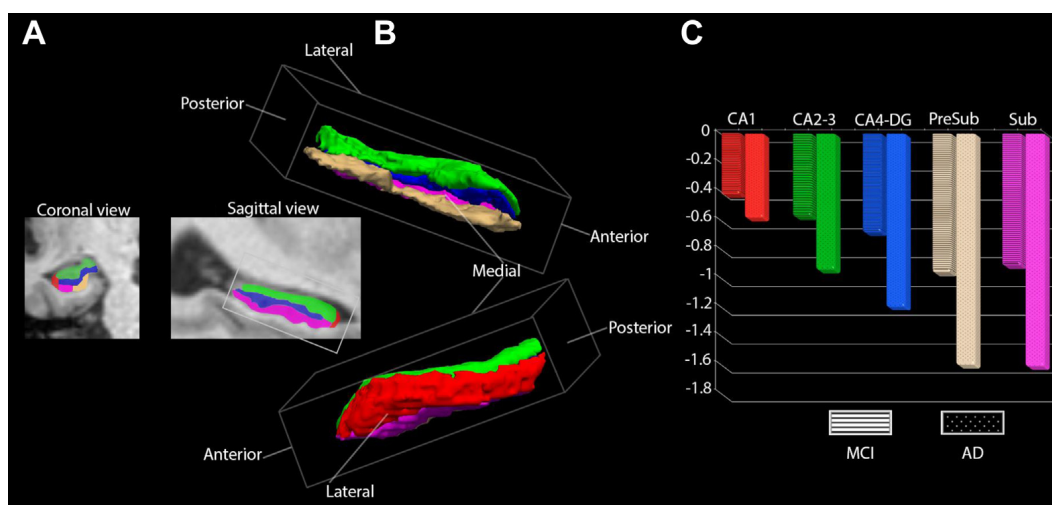 A
B
C
Lateral
Posterior
Anterior
Medial
Coronal view
Sagittal view
Posterior
Anterior
Lateral
CA1 CA2-3 CA4-DG PreSub Sub
0
-0.2
-0.4
-0.6
-0.8
-1
-1.2
-1.4
-1.6
-1.8
MCI AD